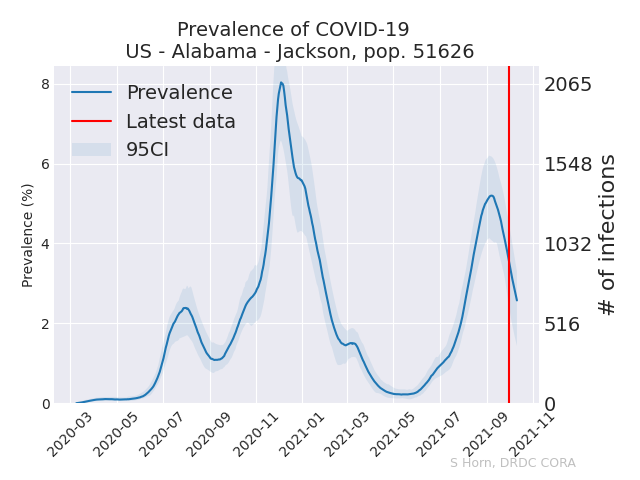 Prevalence of COVID-19
US - Alabama - Jackson, pop. 51626
Prevalence
Latest data
95CI
8
6
4
2
0
Prevalence (%)
2065
1548
1032
516
0
# of infections
2020-03
2020-05
2020-07
2020-09
2020-11
2021-01
2021-03
2021-05
2021-07
2021-09
2021-11
S Horn, DRDC CORA